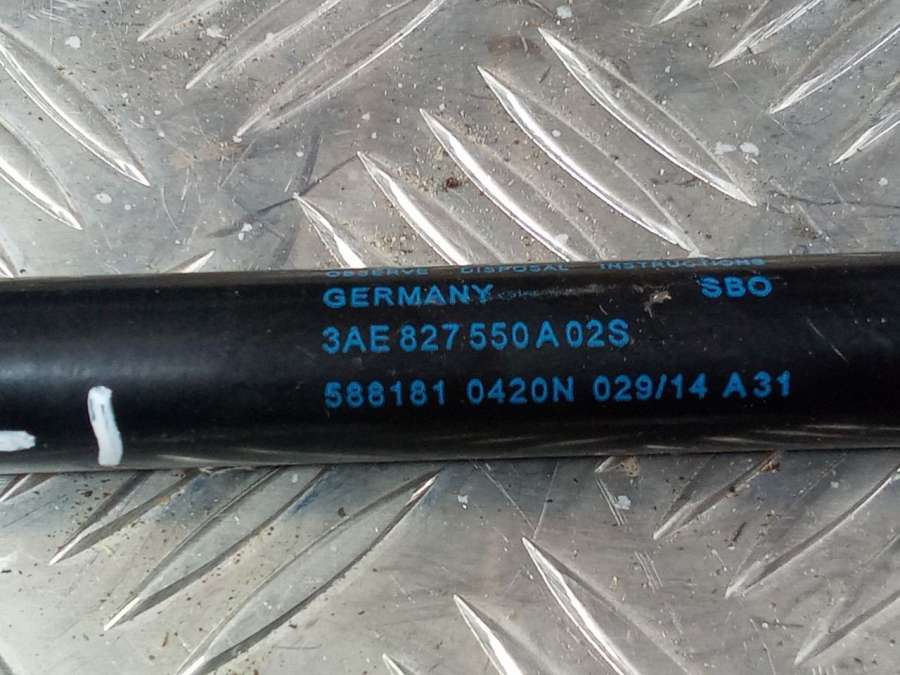 OBSERVE DISPOSAL INSTRUCTIONS
GERMANY SBO
3AE 827 550 A 02S
588181 0420N 029/14 A31